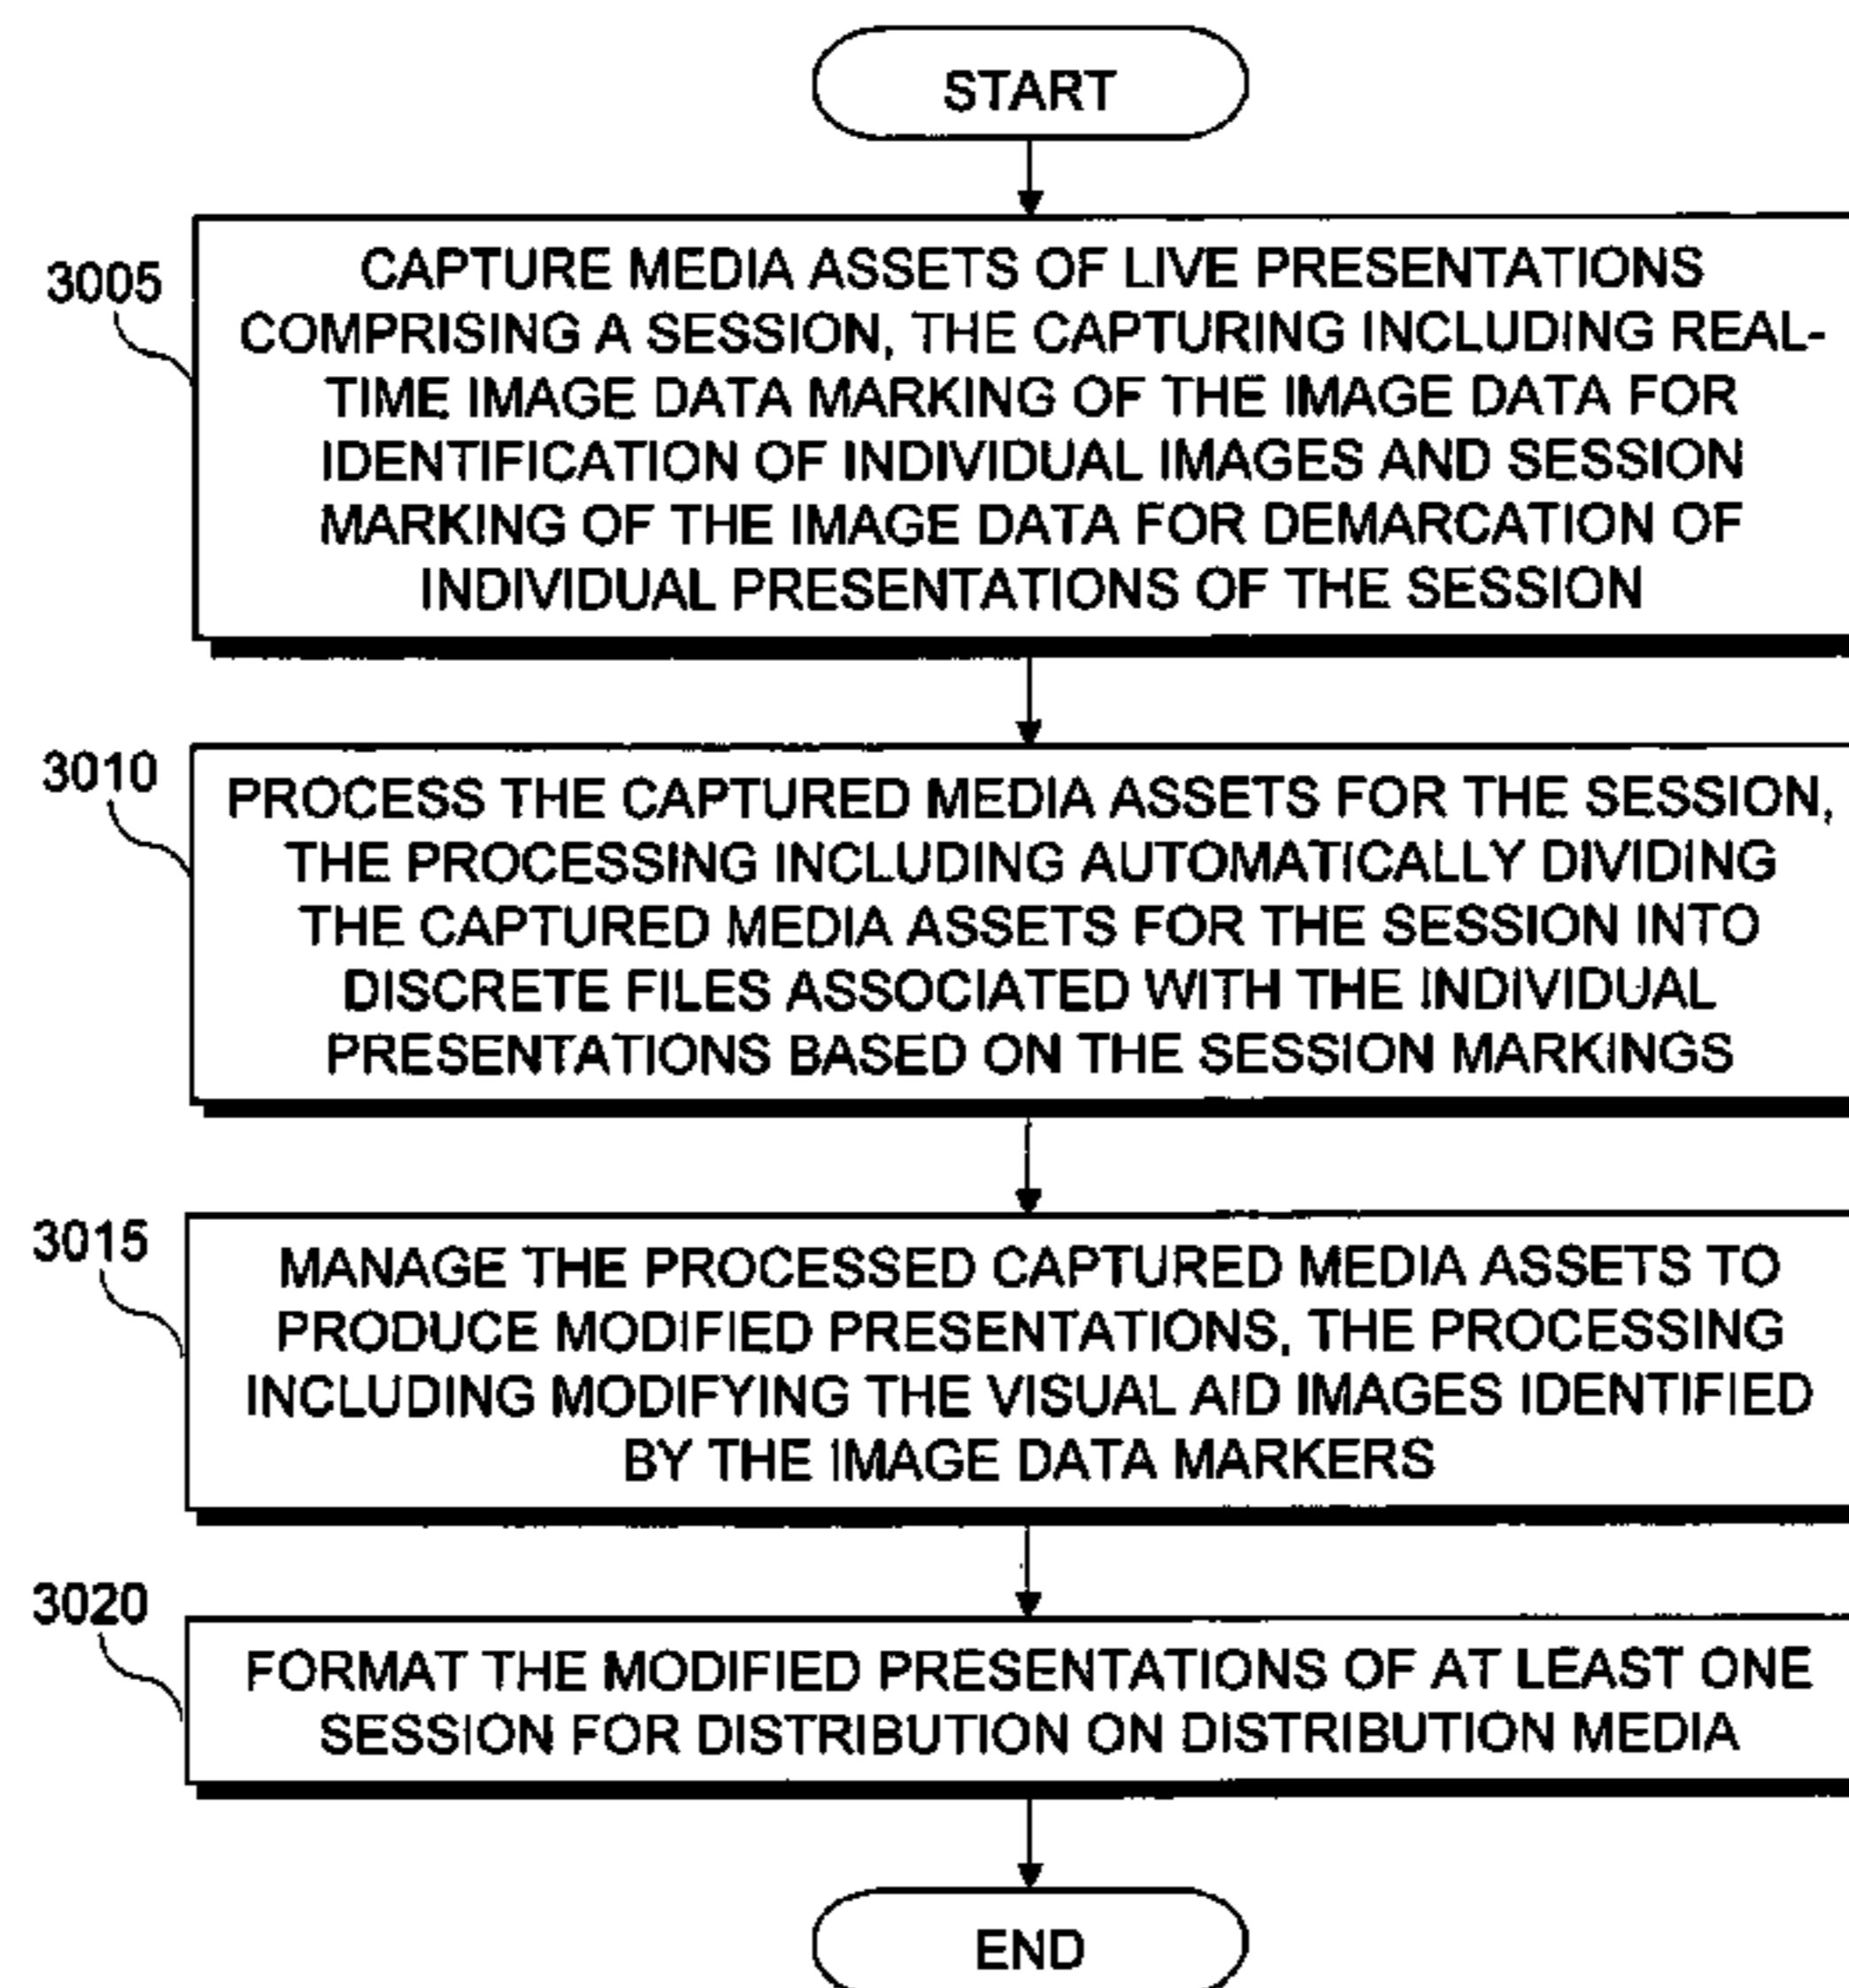 START
3005
CAPTURE MEDIA ASSETS OF LIVE PRESENTATIONS
COMPRISING A SESSION, THE CAPTURING INCLUDING REAL-
TIME IMAGE DATA MARKING OF THE IMAGE DATA FOR
IDENTIFICATION OF INDIVIDUAL IMAGES AND SESSION
MARKING OF THE IMAGE DATA FOR DEMARCATION OF
INDIVIDUAL PRESENTATIONS OF THE SESSION
3010
PROCESS THE CAPTURED MEDIA ASSETS FOR THE SESSION,
THE PROCESSING INCLUDING AUTOMATICALLY DIVIDING
THE CAPTURED MEDIA ASSETS FOR THE SESSION INTO
DISCRETE FILES ASSOCIATED WITH THE INDIVIDUAL
PRESENTATIONS BASED ON THE SESSION MARKINGS
3015
MANAGE THE PROCESSED CAPTURED MEDIA ASSETS TO
PRODUCE MODIFIED PRESENTATIONS, THE PROCESSING
INCLUDING MODIFYING THE VISUAL AID IMAGES IDENTIFIED
BY THE IMAGE DATA MARKERS
3020
FORMAT THE MODIFIED PRESENTATIONS OF AT LEAST ONE
SESSION FOR DISTRIBUTION ON DISTRIBUTION MEDIA
END